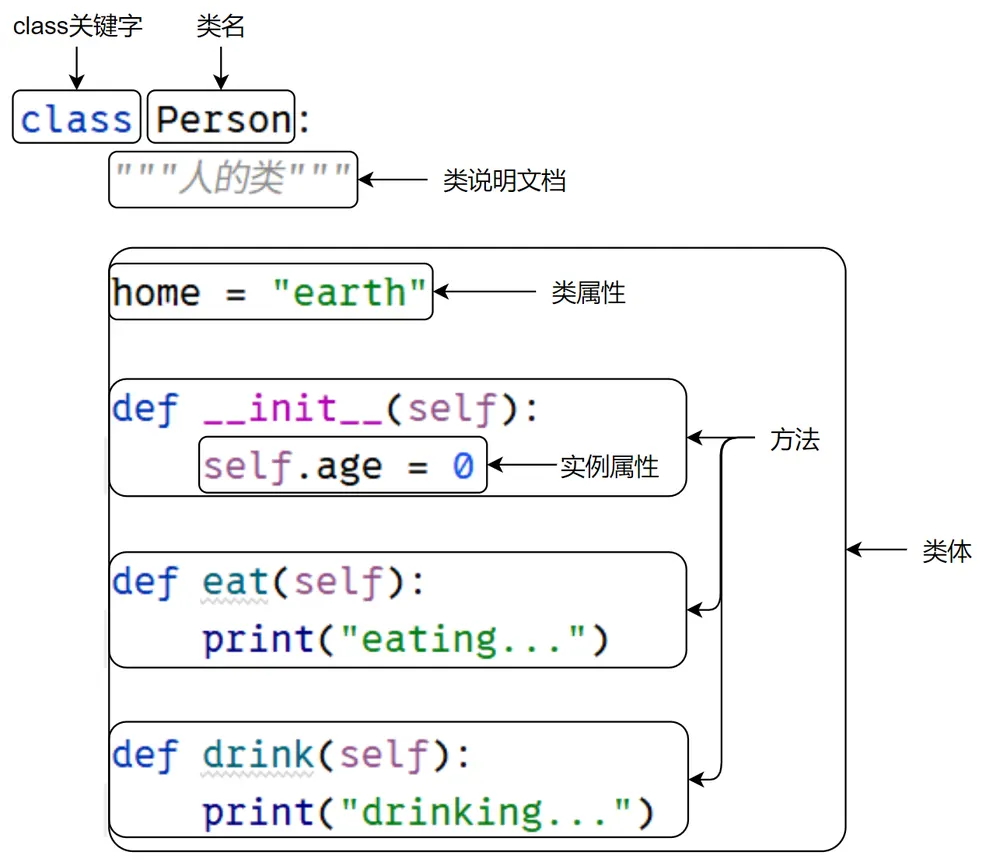 class关键字 类名
class Person:
"""人的类"""
类说明文档
home = "earth"
类属性
def __init__(self):
方法
self.age = 0
实例属性
类体
def eat(self):
print("eating...")
def drink(self):
print("drinking...")